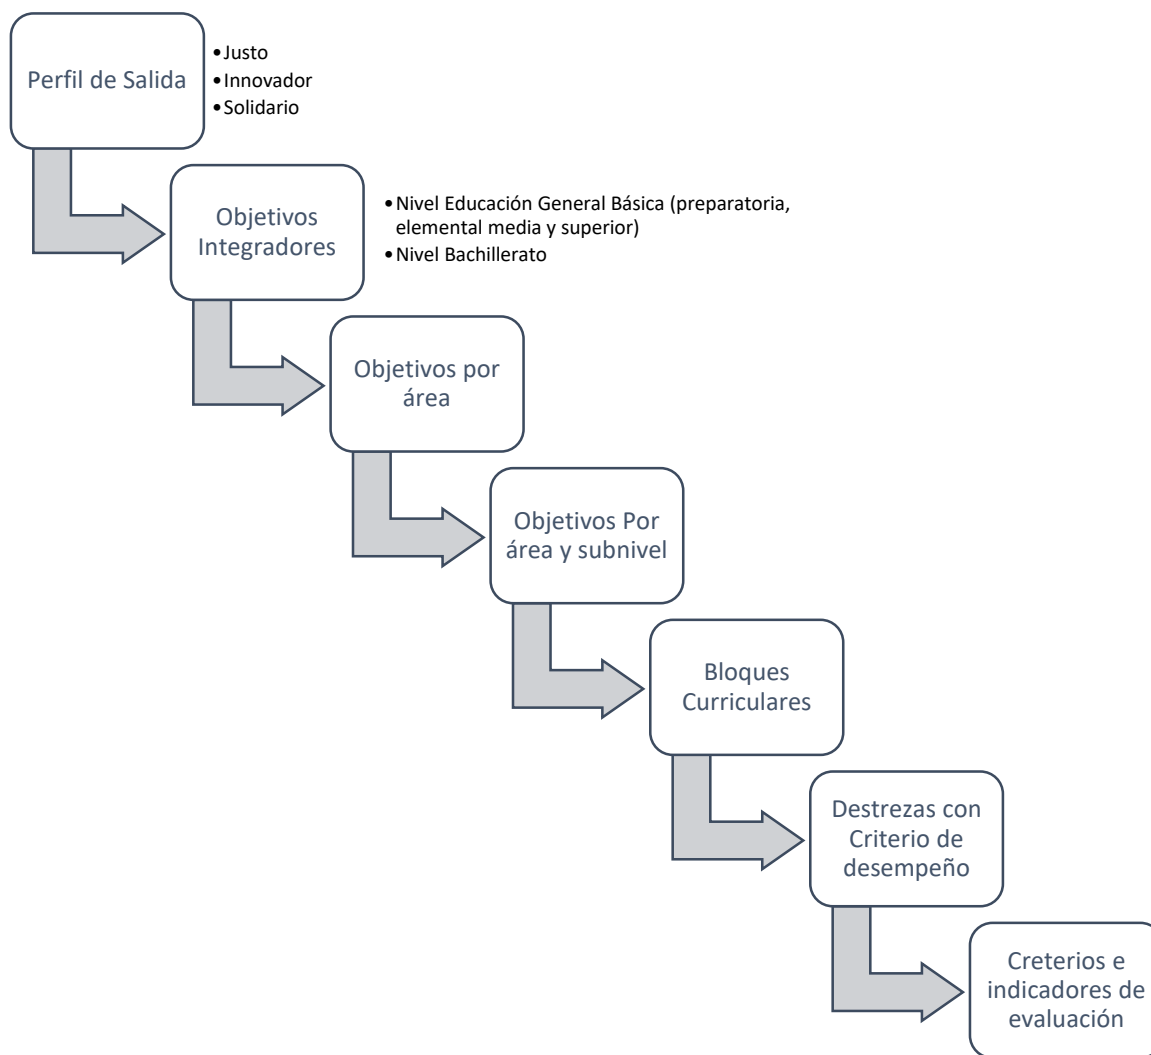 Perfil de Salida
•Justo
•Innovador
•Solidario
Objetivos
Integradores
•Nivel Educación General Básica (preparatoria,
elemental media y superior)
•Nivel Bachillerato
Objetivos por
área
Objetivos Por
área y subnivel
Bloques
Curriculares
Destrezas con
Criterio de
desempeño
Creterios e
indicadores de
evaluación